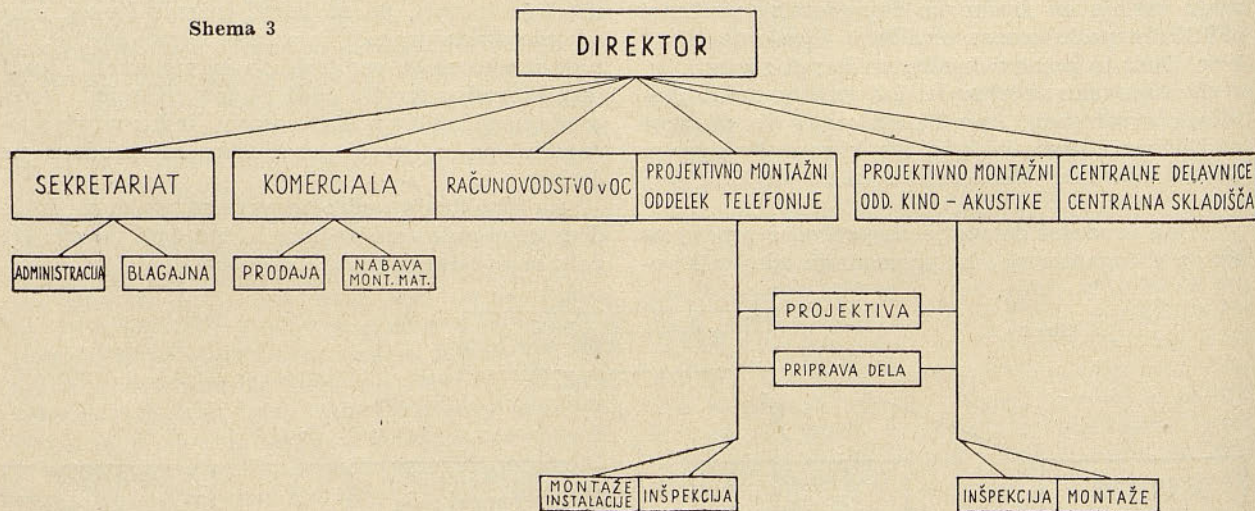 Shema 3
DIREKTOR
SEKRETARIAT
KOMERCIALA
RAČUNOVODSTVO v OC
PROJEKTIVNO MONTAŽNI
ODDELEK TELEFONIJE
PROJEKTIVNO MONTAŽNI
ODD. KINO - AKUSTIKE
CENTRALNE DELAVNICE
CENTRALNA SKLADIŠČA
ADMINISTRACIJA
BLAGAJNA
PRODAJA
NABAVA
MONT. MAT.
PROJEKTIVA
PRIPRAVA DELA
MONTAŽE
INSTALACIJE
INŠPEKCIJA
INŠPEKCIJA
MONTAŽE